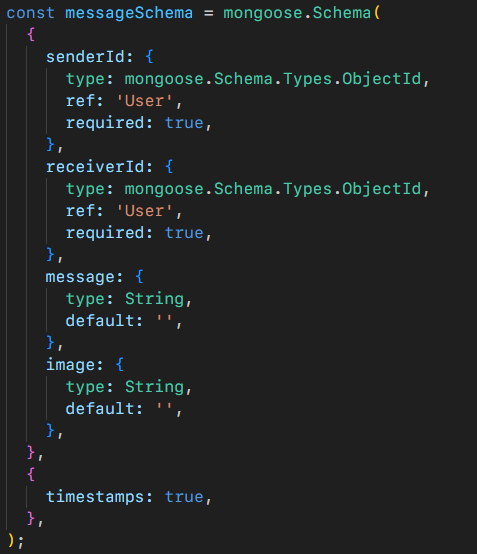 const messageSchema = mongoose.Schema(
  {
    senderId: {
      type: mongoose.Schema.Types.ObjectId,
      ref: 'User',
      required: true,
    },
    receiverId: {
      type: mongoose.Schema.Types.ObjectId,
      ref: 'User',
      required: true,
    },
    message: {
      type: String,
      default: '',
    },
    image: {
      type: String,
      default: '',
    },
  },
  {
    timestamps: true,
  },
);